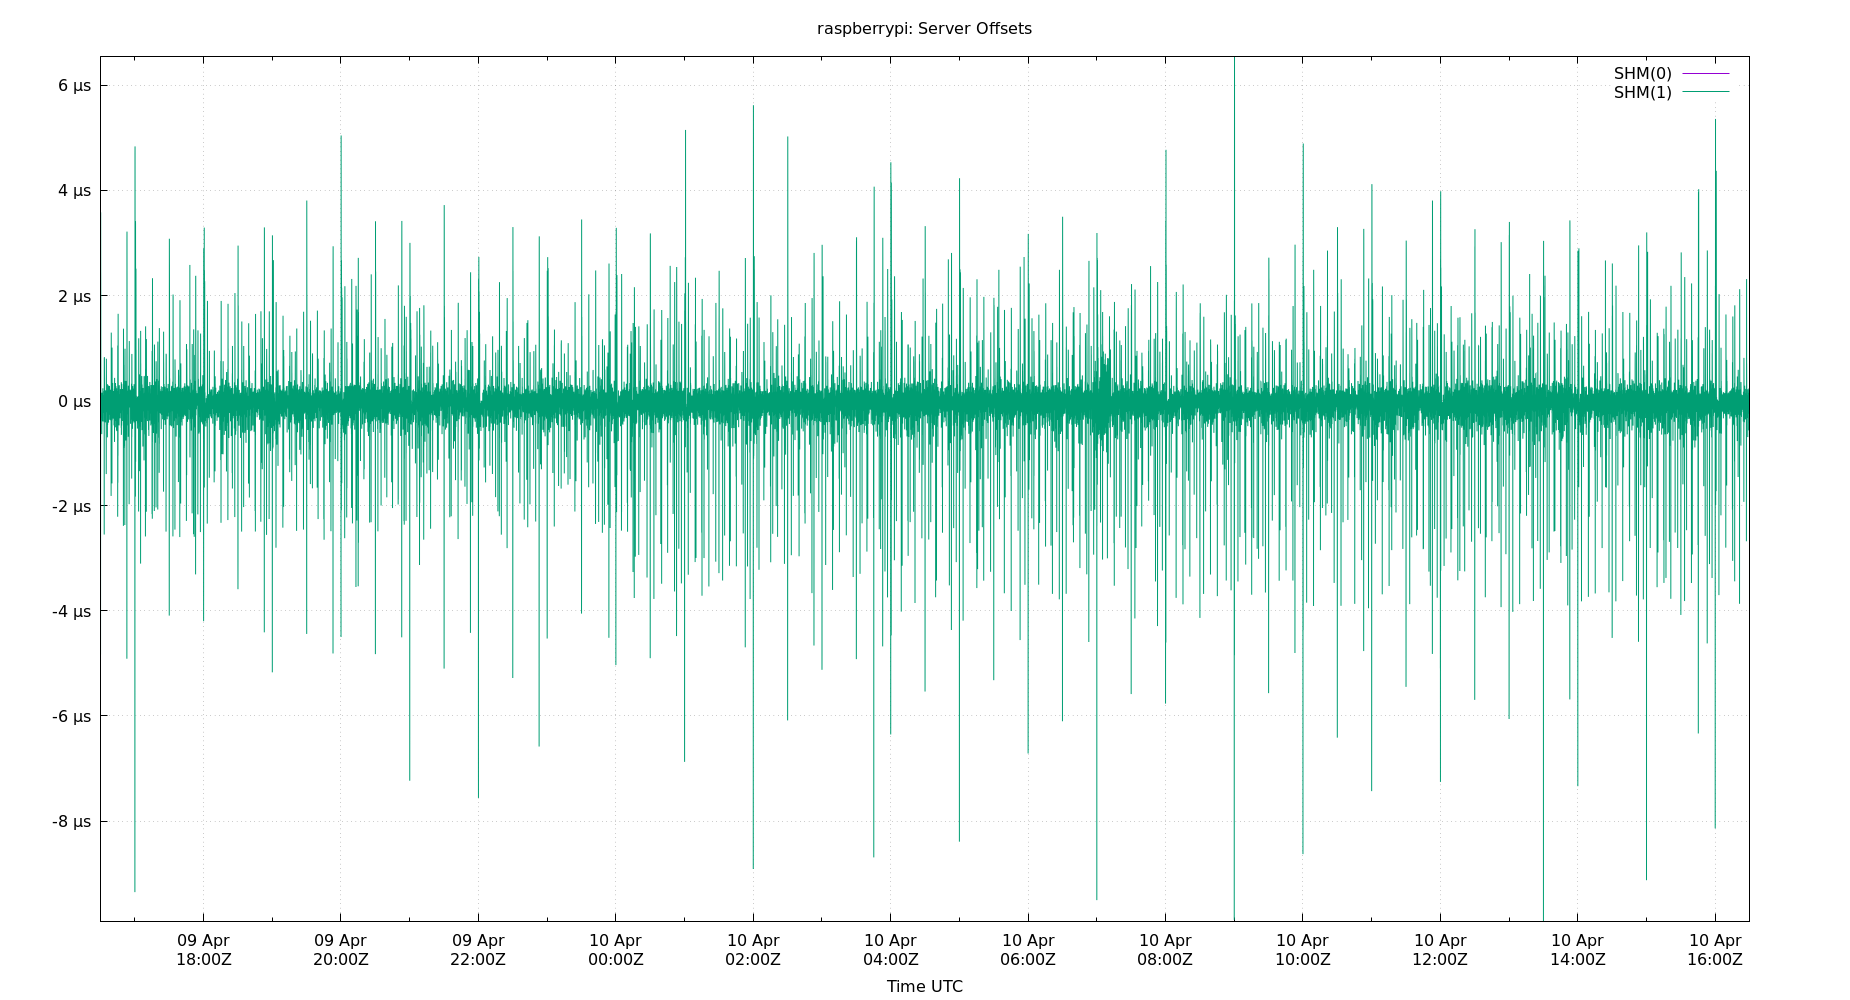 raspberrypi: Server Offsets
SHM(0)
SHM(1)
6 µs
4 µs
2 µs
0 µs
-2 µs
-4 µs
-6 µs
-8 µs
09 Apr 09 Apr 09 Apr 10 Apr 10 Apr 10 Apr 10 Apr 10 Apr 10 Apr 10 Apr 10 Apr 10 Apr
18:00Z 20:00Z 22:00Z 00:00Z 02:00Z 04:00Z 06:00Z 08:00Z 10:00Z 12:00Z 14:00Z 16:00Z
Time UTC